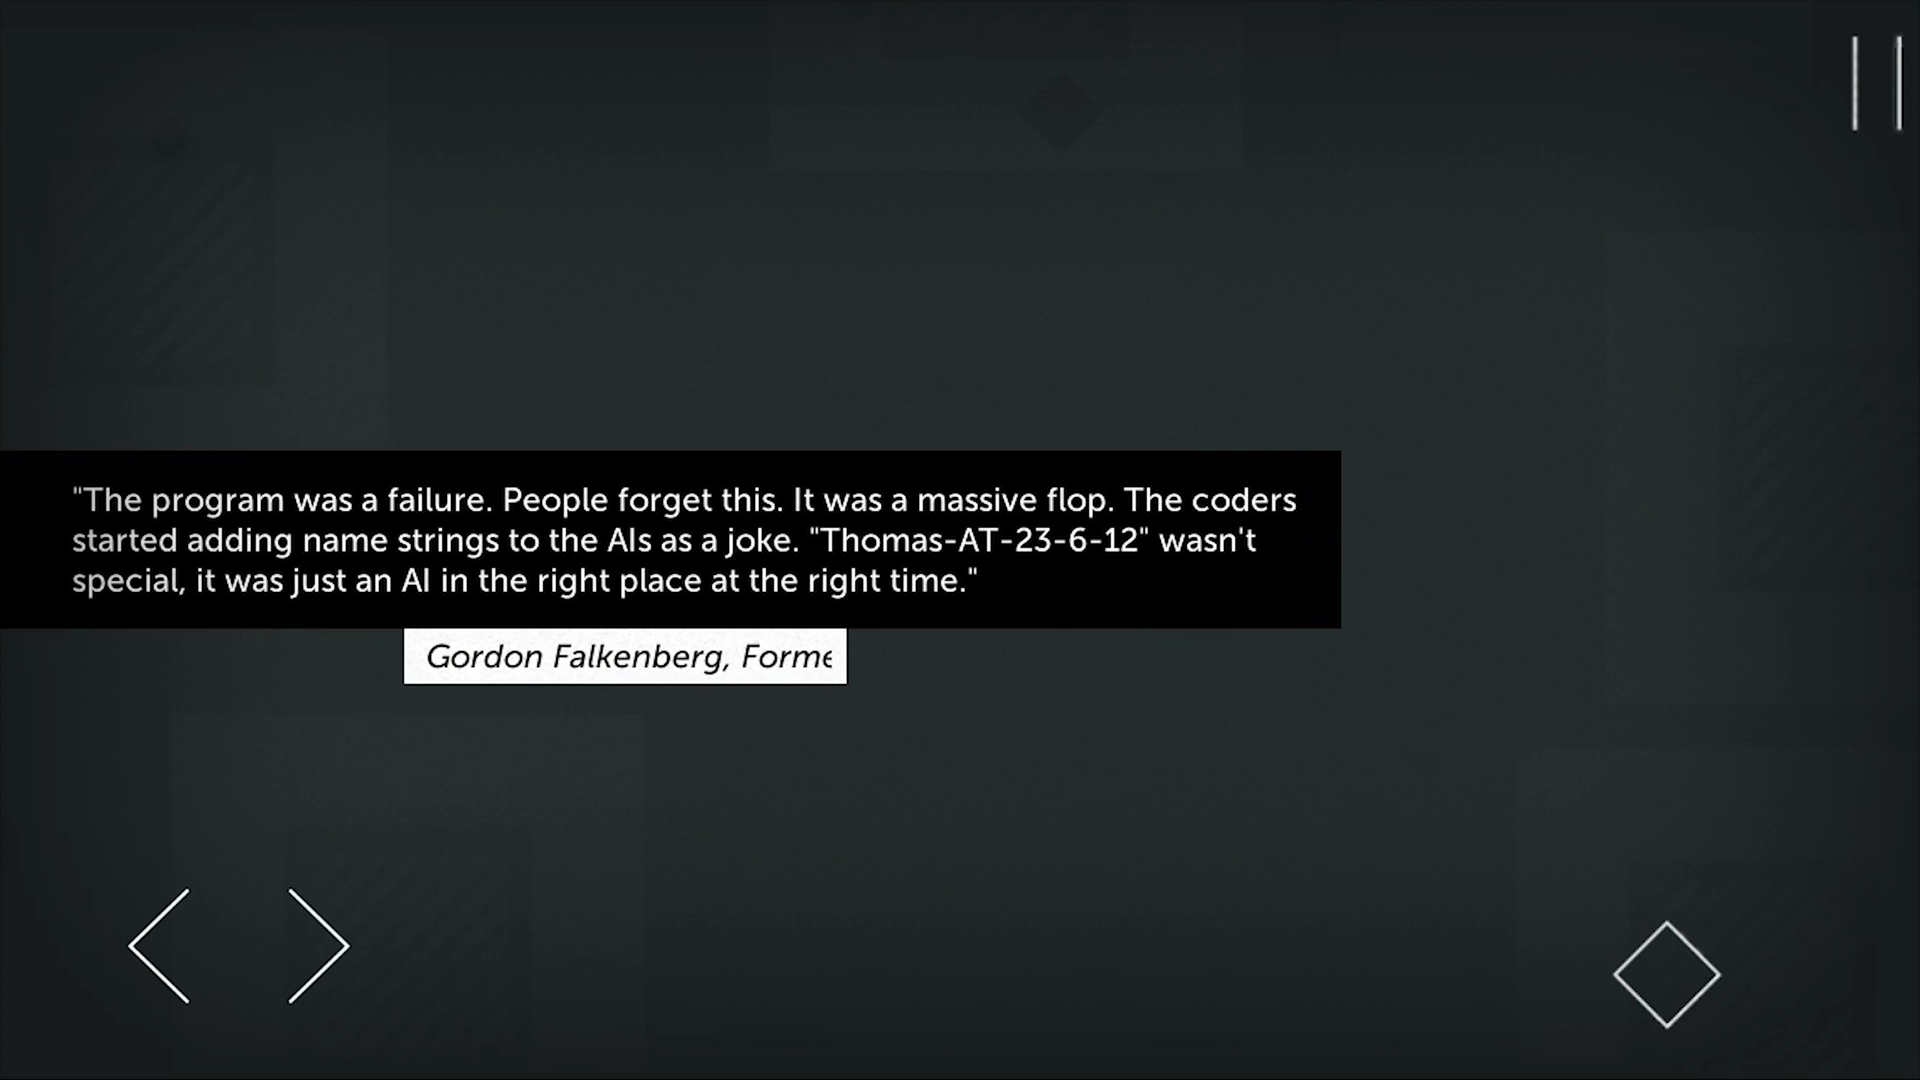 "The program was a failure. People forget this. It was a massive flop. The coders
started adding name strings to the AIs as a joke. "Thomas-AT-23-6-12" wasn't
special, it was just an AI in the right place at the right time."
Gordon Falkenberg, Forme